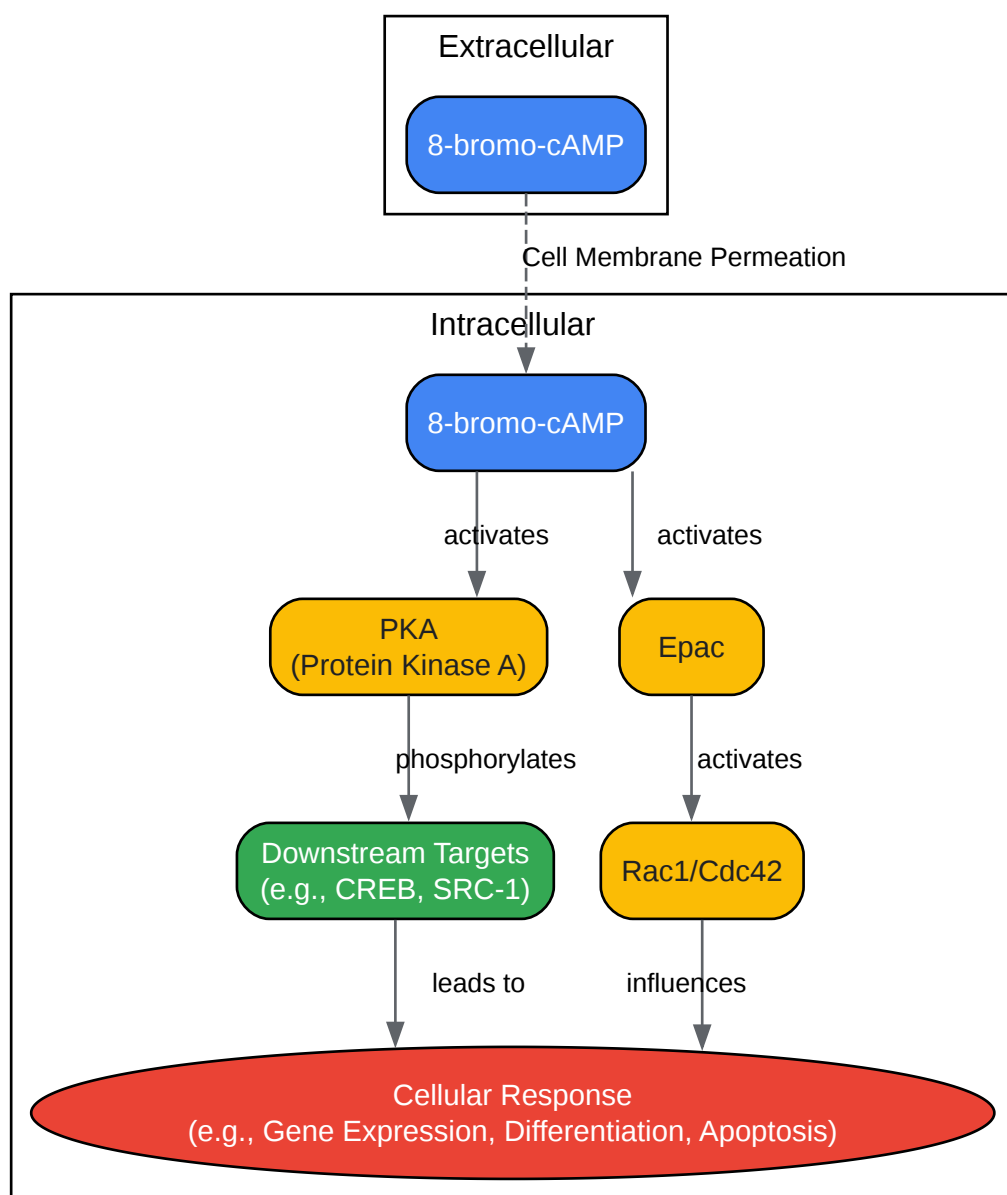 Extracellular
8-bromo-cAMP
Cell Membrane Permeation
Intracellular
8-bromo-cAMP
activates
activates
PKA
(Protein Kinase A)
Epac
phosphorylates
activates
Downstream Targets
(e.g., CREB, SRC-1)
Rac1/Cdc42
leads to
influences
Cellular Response
(e.g., Gene Expression, Differentiation, Apoptosis)